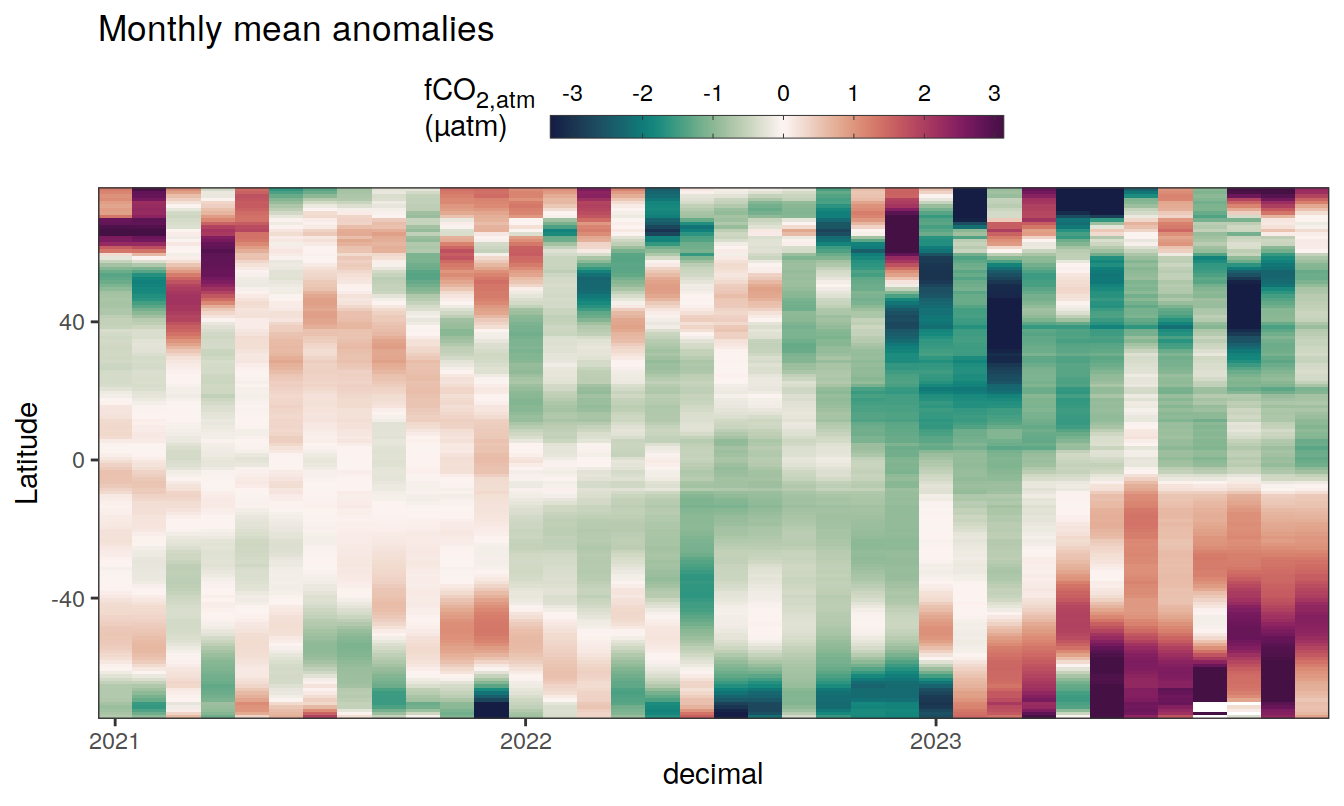 Monthly mean anomalies
fCO2,atm
(µatm)
-3 -2 -1 0 1 2 3
Latitude
40
0
-40
2021 2022 2023
decimal